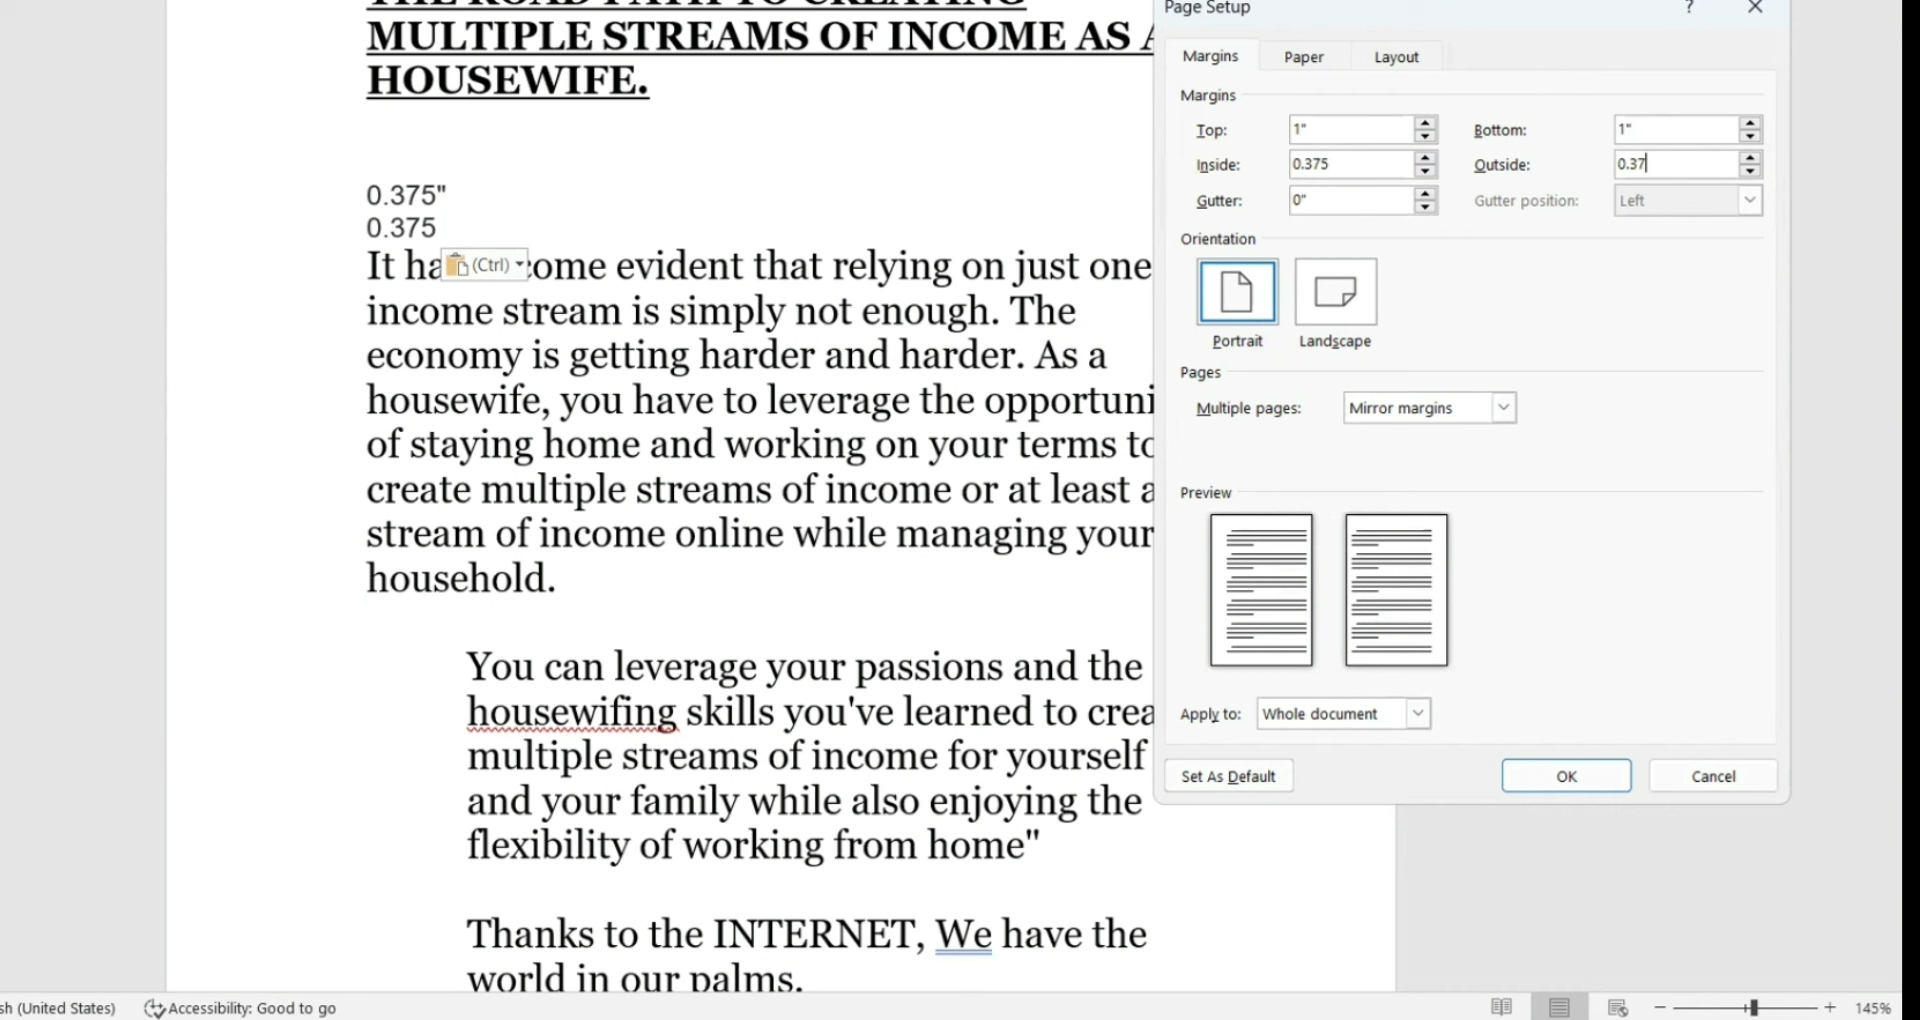 THE ROAD PATH TO CREATING
MULTIPLE STREAMS OF INCOME AS A
HOUSEWIFE.
0.375"
0.375
(Ctrl)
It ha come evident that relying on just one
income stream is simply not enough. The
economy is getting harder and harder. As a
housewife, you have to leverage the opportuni
of staying home and working on your terms to
create multiple streams of income or at least a
stream of income online while managing your
household.
You can leverage your passions and the
housewifing skills you've learned to crea
multiple streams of income for yourself
and your family while also enjoying the
flexibility of working from home"
Thanks to the INTERNET, We have the
world in our palms.
Page Setup
? 
Margins Paper Layout
Margins
Top: 1" Bottom: 1"
Inside: 0.375 Outside: 0.37
Gutter: 0" Gutter position: Left
Orientation
Portrait Landscape
Pages
Multiple pages: Mirror margins
Preview
Apply to: Whole document
Set As Default OK Cancel
sh (United States) Accessibility: Good to go 145%